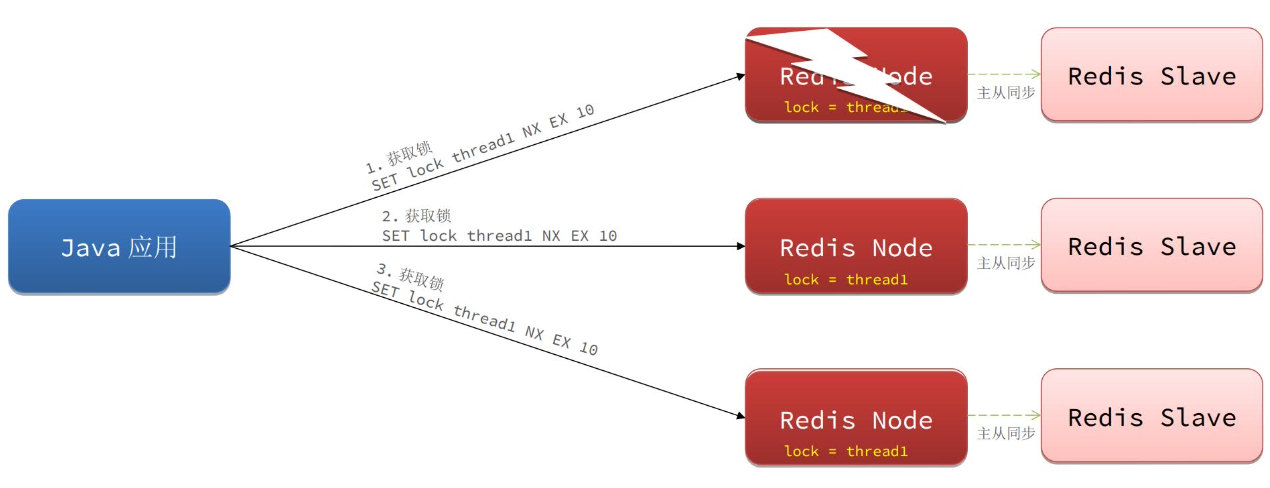 1. 获取锁
SET lock thread1 NX EX 10
Redis Node
lock = thread1
主从同步
Redis Slave
Java 应用
2. 获取锁
SET lock thread1 NX EX 10
Redis Node
lock = thread1
主从同步
Redis Slave
3. 获取锁
SET lock thread1 NX EX 10
Redis Node
lock = thread1
主从同步
Redis Slave